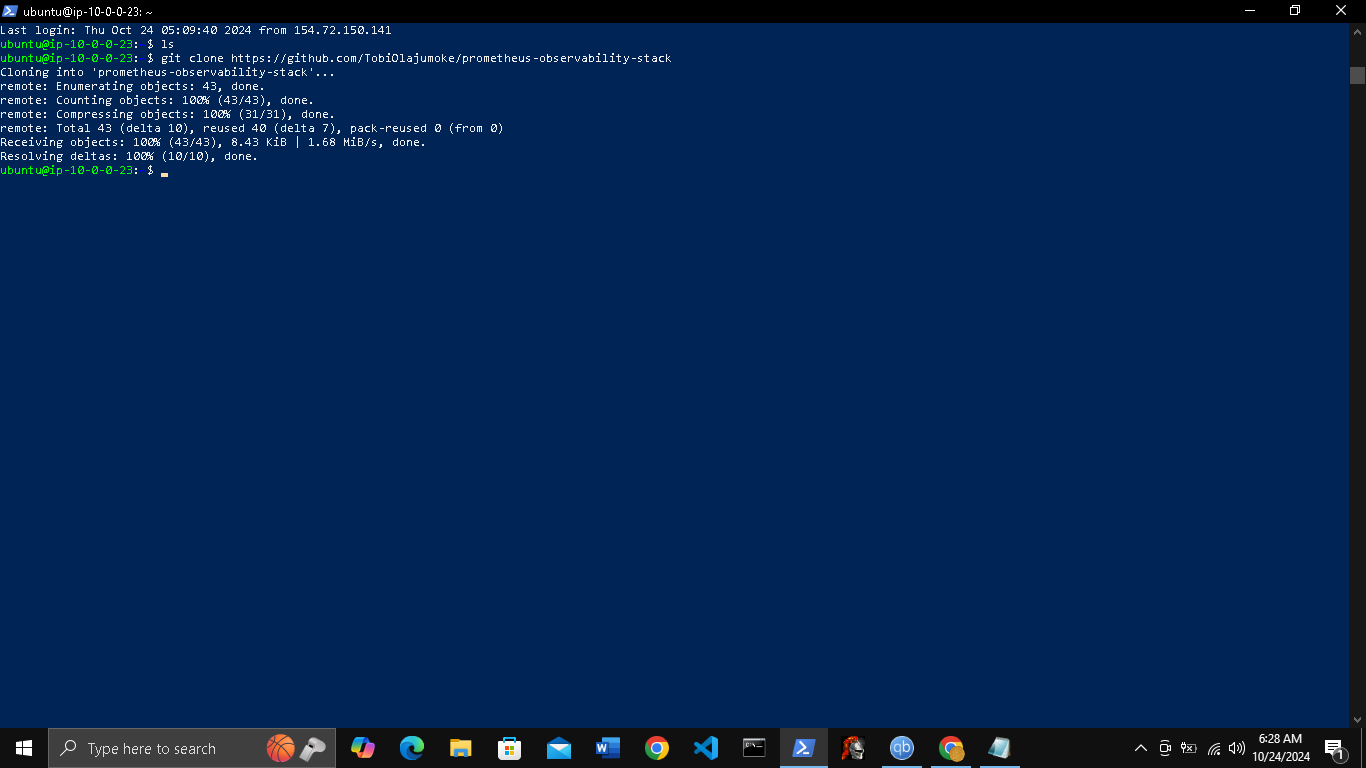 ubuntu@ip-10-0-0-23: ~
Last login: Thu Oct 24 05:09:40 2024 from 154.72.150.141
ubuntu@ip-10-0-0-23:~$ ls
ubuntu@ip-10-0-0-23:~$ git clone https://github.com/TobiOlajumoke/prometheus-observability-stack
Cloning into 'prometheus-observability-stack'...
remote: Enumerating objects: 43, done.
remote: Counting objects: 100% (43/43), done.
remote: Compressing objects: 100% (31/31), done.
remote: Total 43 (delta 10), reused 40 (delta 7), pack-reused 0 (from 0)
Receiving objects: 100% (43/43), 8.43 KiB | 1.68 MiB/s, done.
Resolving deltas: 100% (10/10), done.
ubuntu@ip-10-0-0-23:~$
Type here to search
W
qb
6:28 AM
10/24/2024
1